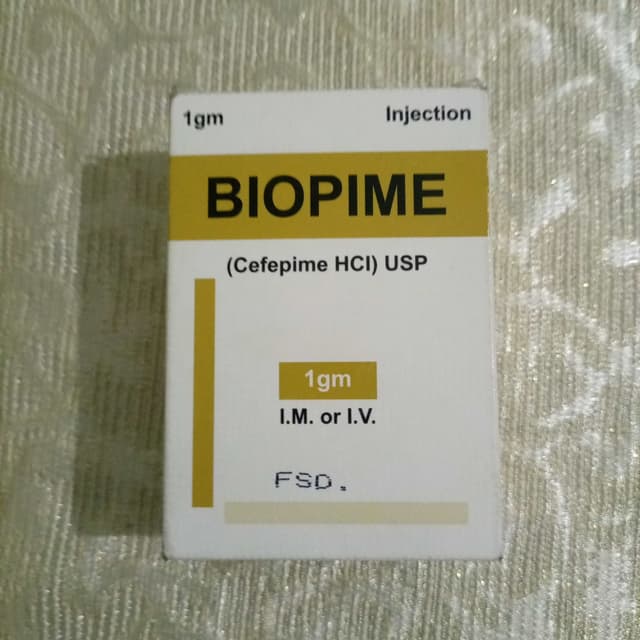 1gm Injection
BIOPIME
(Cefepime HCl) USP
1gm
I.M. or I.V.
FSD.